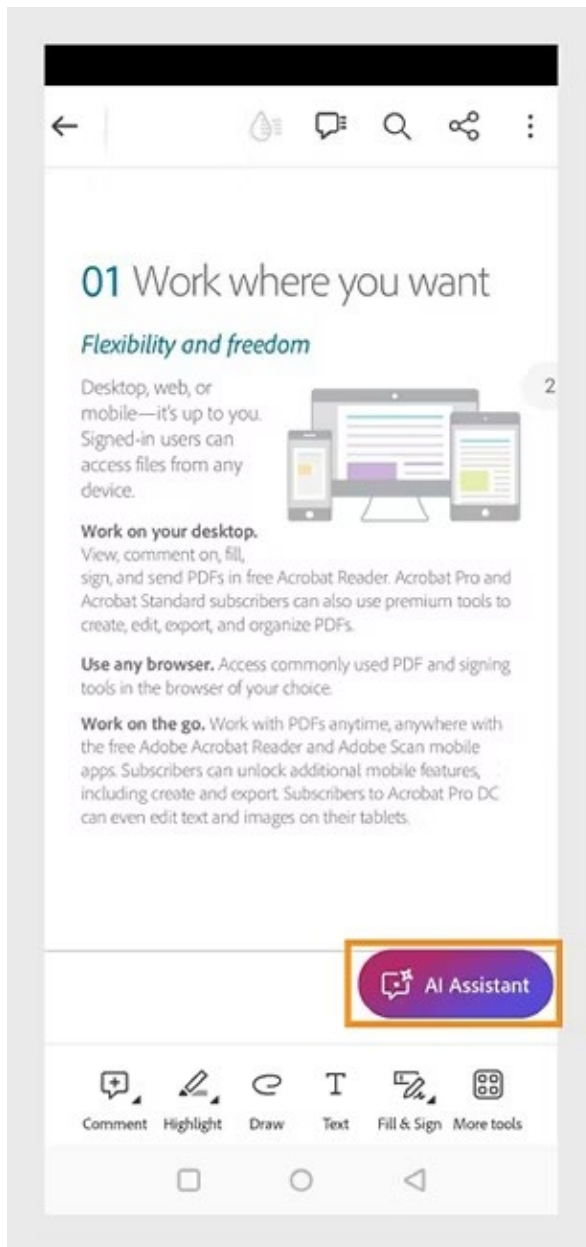 01 Work where you want
Flexibility and freedom
Desktop, web, or
mobile—it's up to you.
Signed-in users can
access files from any
device.
2
Work on your desktop.
View, comment on, fill,
sign, and send PDFs in free Acrobat Reader. Acrobat Pro and
Acrobat Standard subscribers can also use premium tools to
create, edit, export, and organize PDFs.
Use any browser. Access commonly used PDF and signing
tools in the browser of your choice.
Work on the go. Work with PDFs anytime, anywhere with
the free Adobe Acrobat Reader and Adobe Scan mobile
apps. Subscribers can unlock additional mobile features,
including create and export. Subscribers to Acrobat Pro DC
can even edit text and images on their tablets.
AI Assistant
Comment Highlight Draw Text Fill & Sign More tools